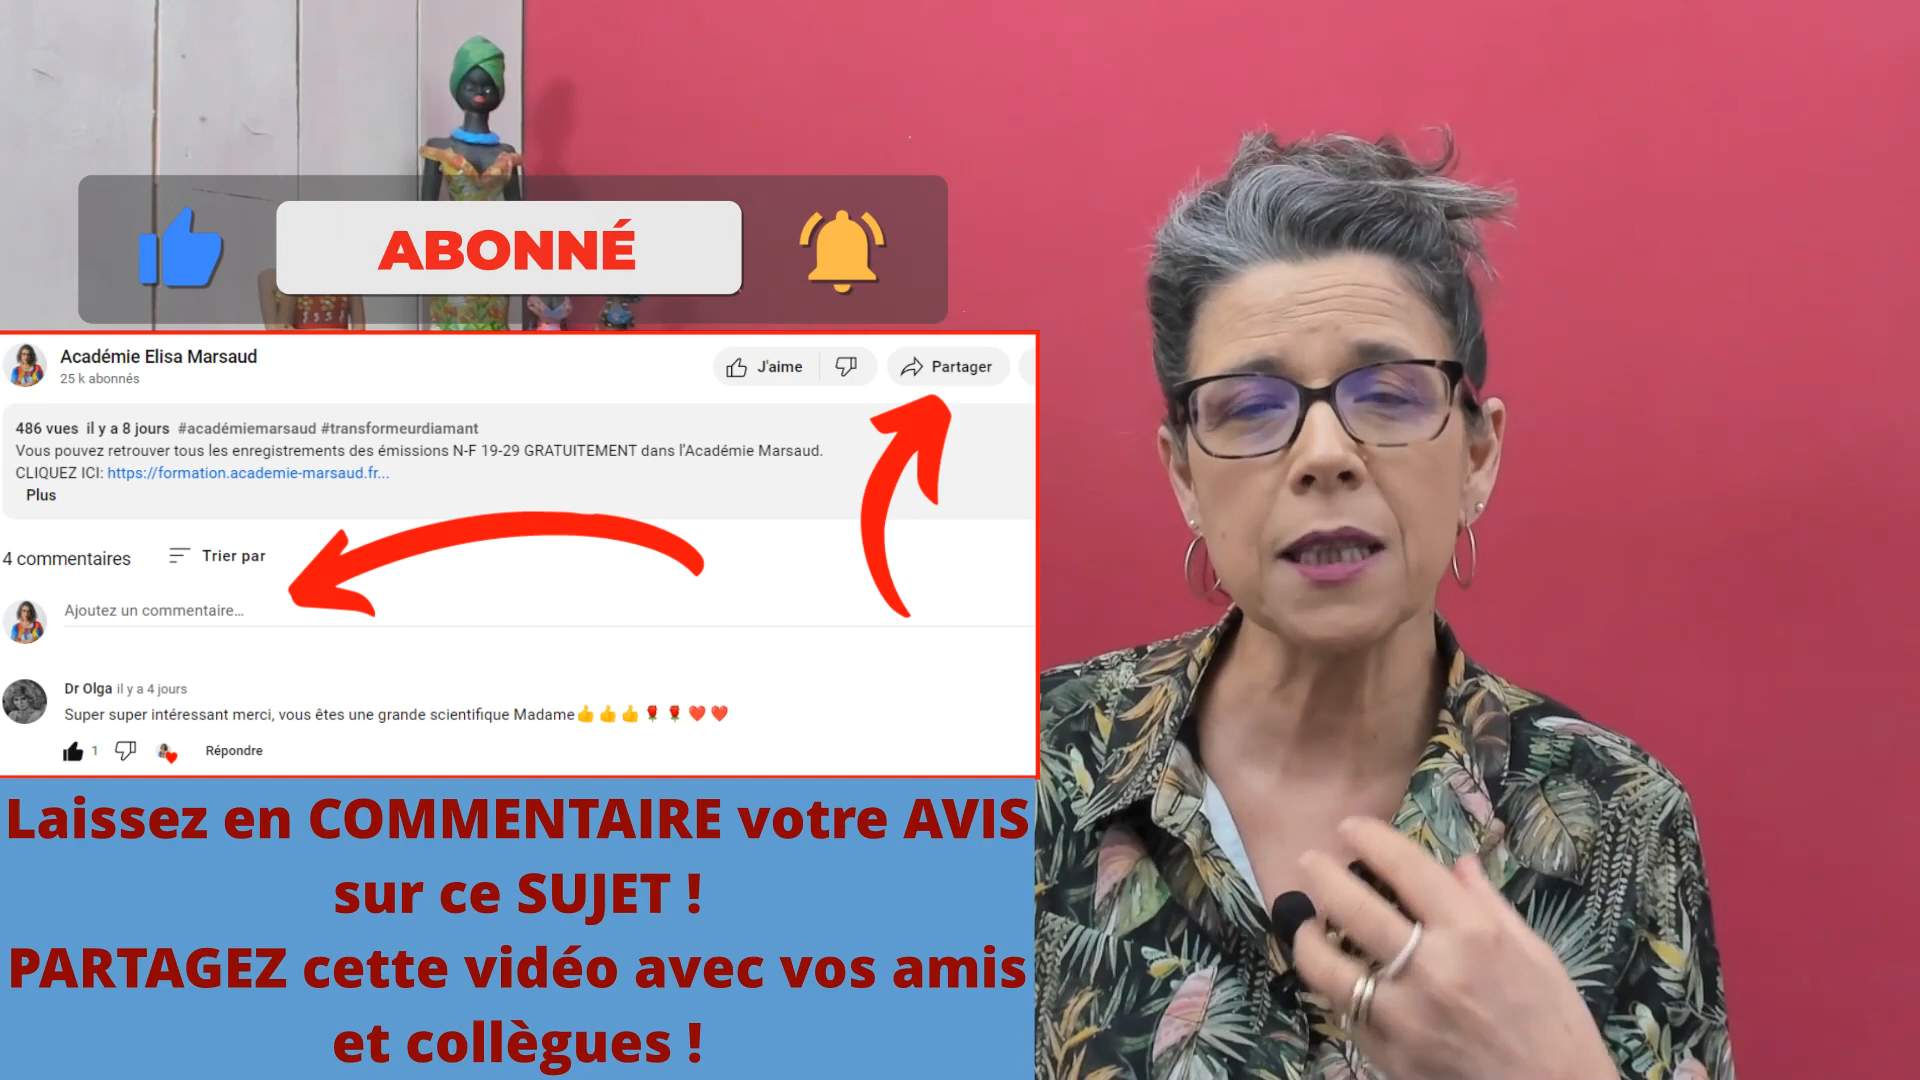 ABONNÉ
Académie Elisa Marsaud
25 k abonnés
J'aime
Partager
486 vues il y a 8 jours #académiemarsaud #transformeurdiamant
Vous pouvez retrouver tous les enregistrements des émissions N-F 19-29 GRATUITEMENT dans l'Académie Marsaud.
CLIQUEZ ICI: https://formation.academie-marsaud.fr...
Plus
4 commentaires
Trier par
Ajoutez un commentaire...
Dr Olga il y a 4 jours
Super super intéressant merci, vous êtes une grande scientifique Madame👍👍👍🌹🌹❤️❤️
1
Répondre
Laissez en COMMENTAIRE votre AVIS
sur ce SUJET !
PARTAGEZ cette vidéo avec vos amis
et collègues !